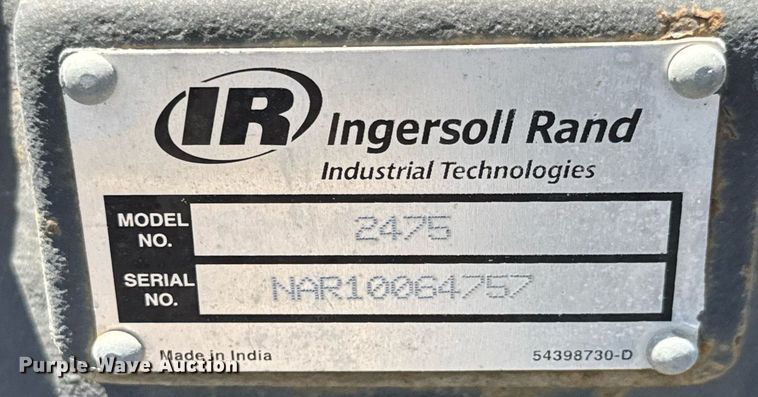 IR Ingersoll Rand
Industrial Technologies
MODEL NO. 2475
SERIAL NO. NAR10064757
Made in India 54398730-D
Purple Wave Auction